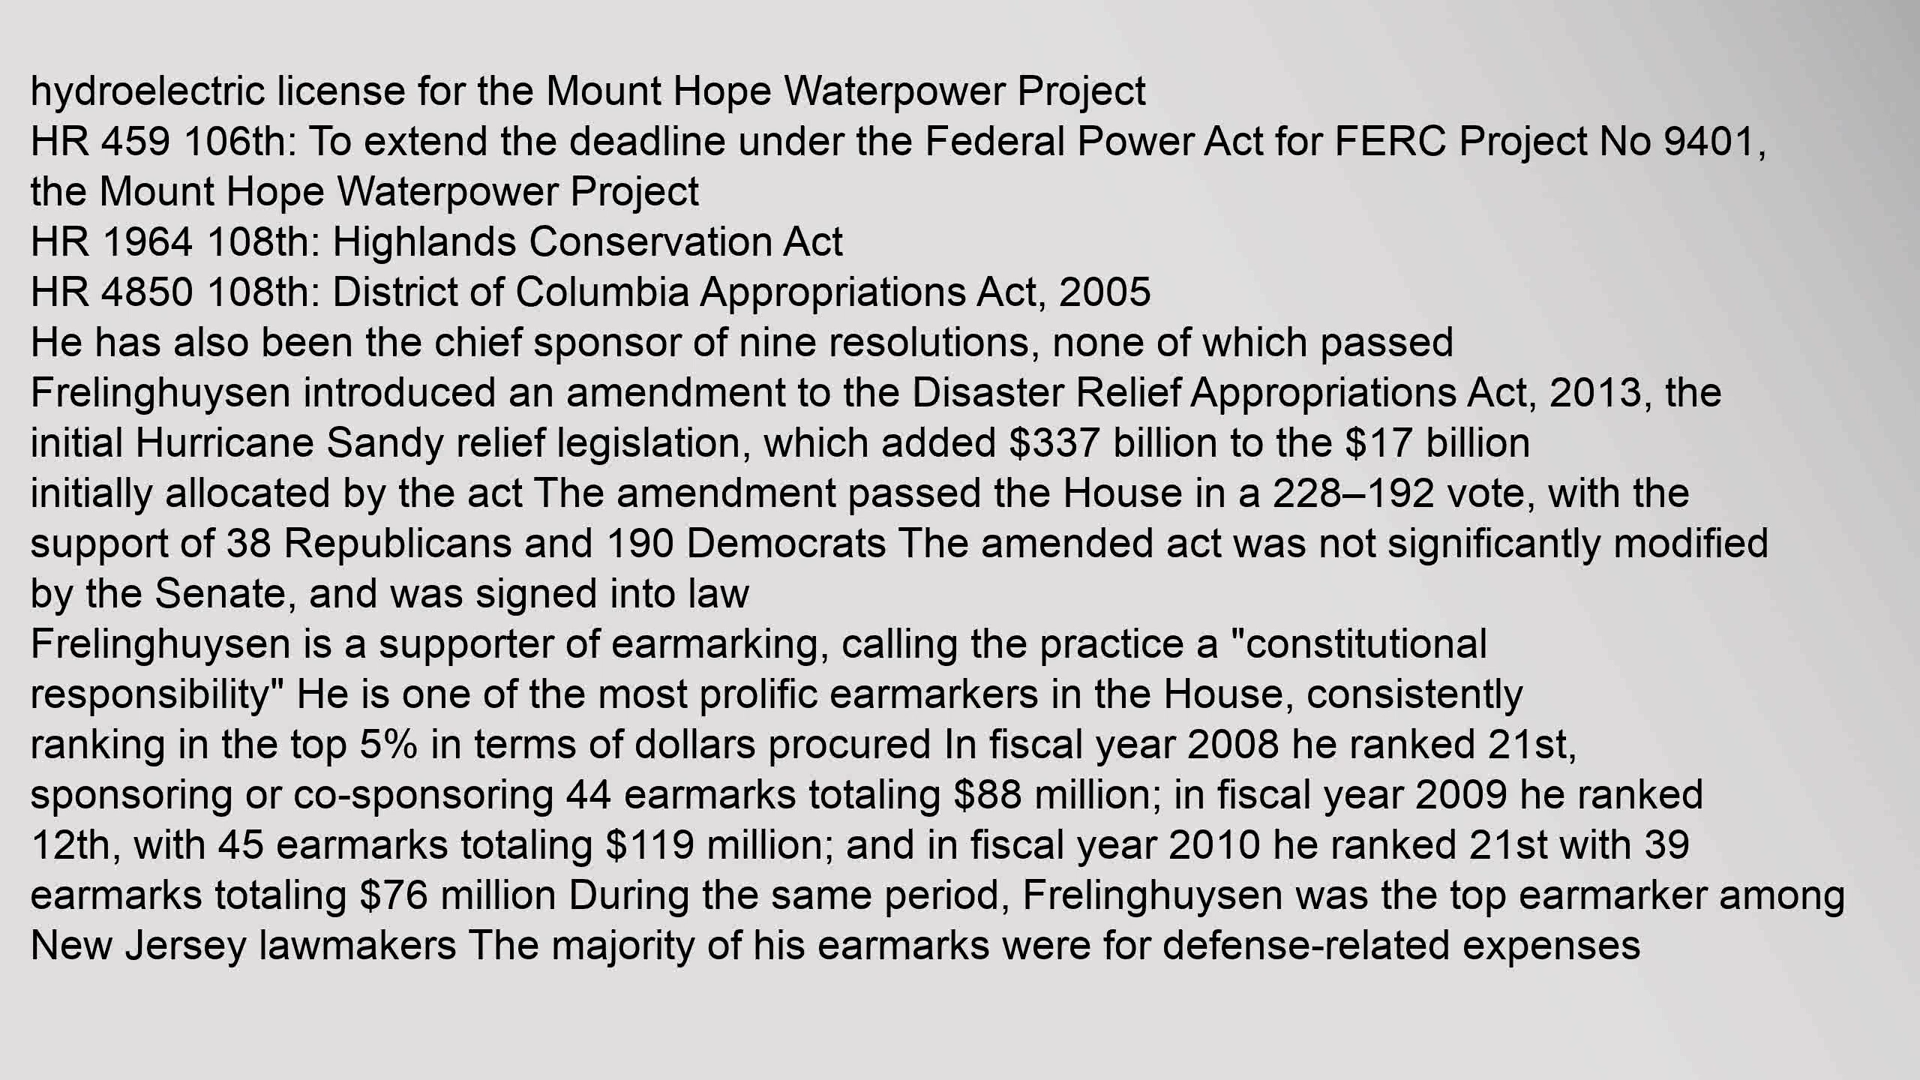 hydroelectric license for the Mount Hope Waterpower Project
HR 459 106th: To extend the deadline under the Federal Power Act for FERC Project No 9401,
the Mount Hope Waterpower Project
HR 1964 108th: Highlands Conservation Act
HR 4850 108th: District of Columbia Appropriations Act, 2005
He has also been the chief sponsor of nine resolutions, none of which passed
Frelinghuysen introduced an amendment to the Disaster Relief Appropriations Act, 2013, the
initial Hurricane Sandy relief legislation, which added $337 billion to the $17 billion
initially allocated by the act The amendment passed the House in a 228–192 vote, with the
support of 38 Republicans and 190 Democrats The amended act was not significantly modified
by the Senate, and was signed into law
Frelinghuysen is a supporter of earmarking, calling the practice a "constitutional
responsibility" He is one of the most prolific earmarkers in the House, consistently
ranking in the top 5% in terms of dollars procured In fiscal year 2008 he ranked 21st,
sponsoring or co-sponsoring 44 earmarks totaling $88 million; in fiscal year 2009 he ranked
12th, with 45 earmarks totaling $119 million; and in fiscal year 2010 he ranked 21st with 39
earmarks totaling $76 million During the same period, Frelinghuysen was the top earmarker among
New Jersey lawmakers The majority of his earmarks were for defense-related expenses